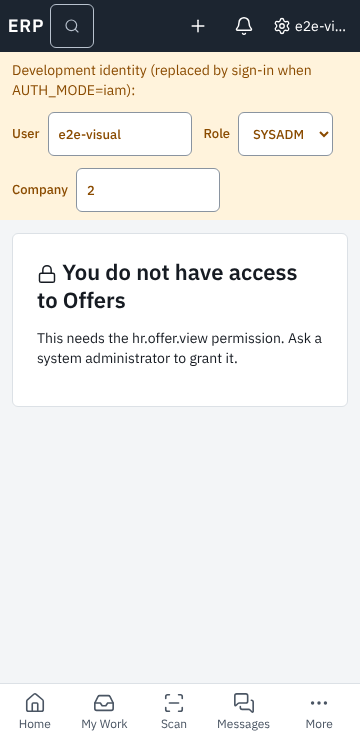 ERP
e2e-vi...
Development identity (replaced by sign-in when
AUTH_MODE=iam):
User e2e-visual Role SYSADM
Company 2
You do not have access
to Offers
This needs the hr.offer.view permission. Ask a
system administrator to grant it.
Home My Work Scan Messages More